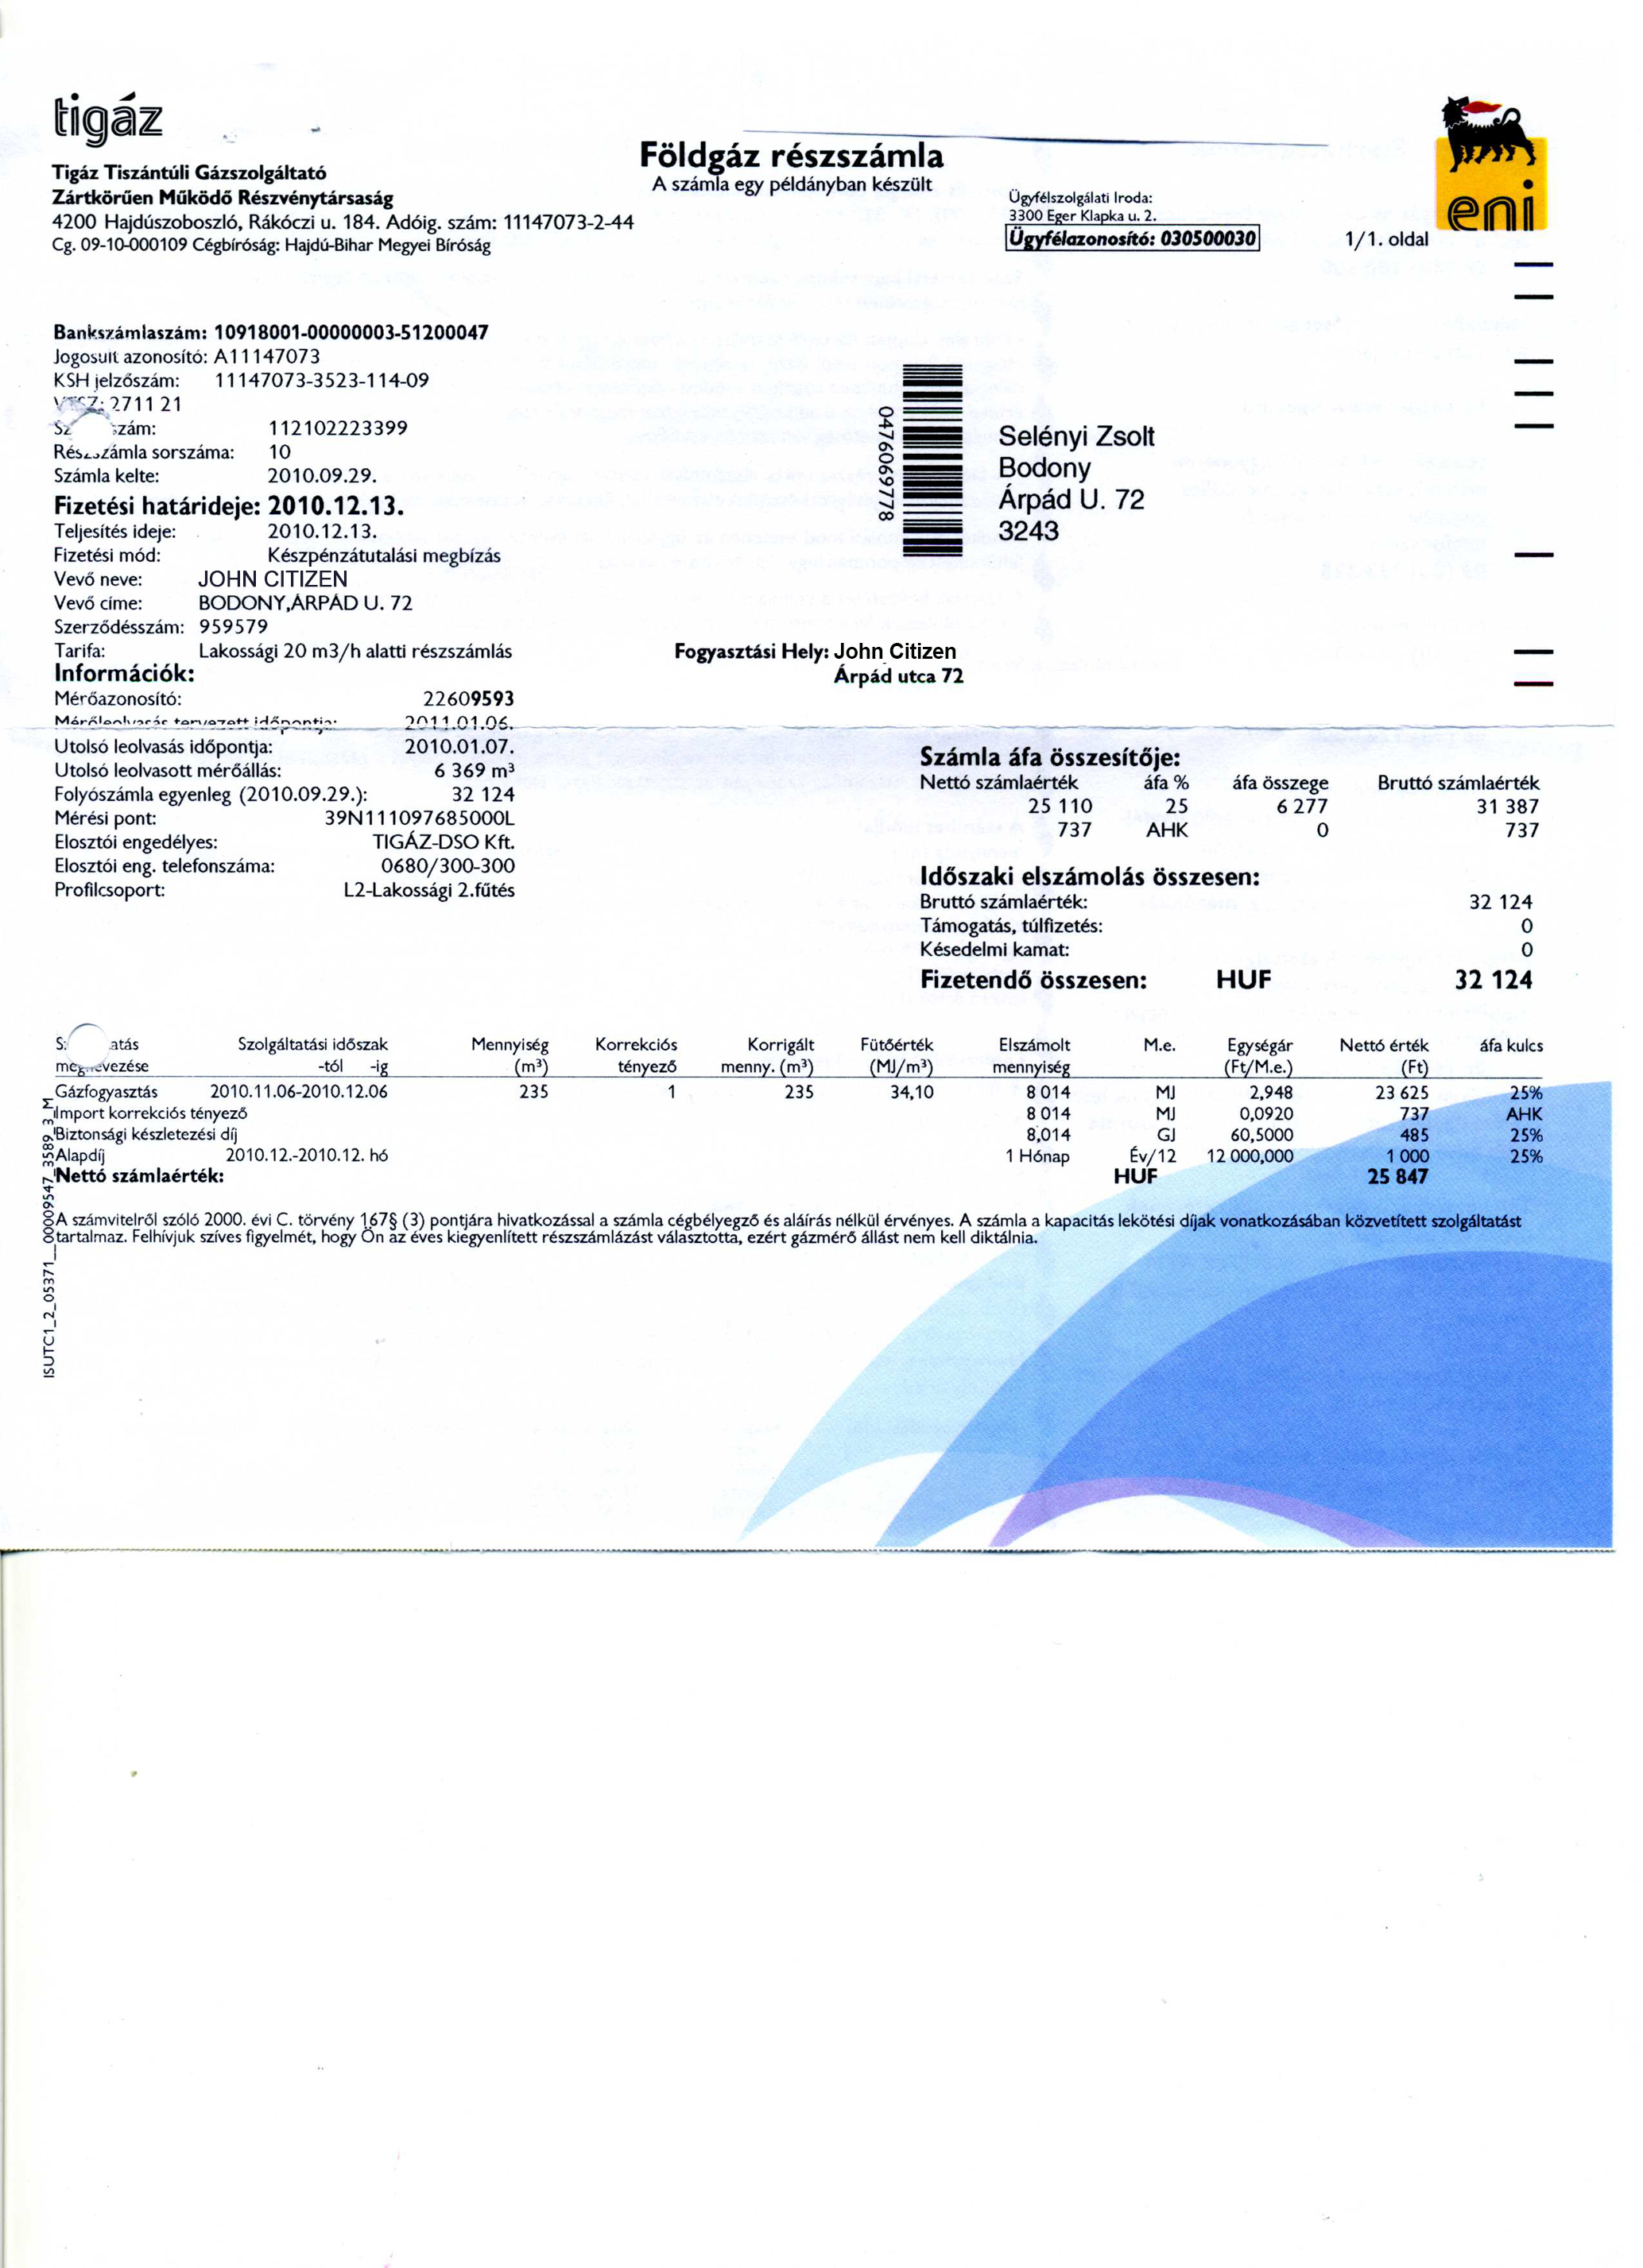 tigáz
Tigáz Tiszántúli Gázszolgáltató
Zártkörűen Működő Részvénytársaság
4200 Hajdúszoboszló, Rákóczi u. 184. Adóig. szám: 11147073-2-44
Cg. 09-10-000109 Cégbíróság: Hajdú-Bihar Megyei Bíróság
Földgáz részszámla
A számla egy példányban készült
Ügyfélszolgálati Iroda:
3300 Eger Klapka u. 2.
Ügyfélazonosító: 030500030
1/1. oldal
eni
Bankszámlaszám: 10918001-00000003-51200047
Jogosult azonosító: A11147073
KSH jelzőszám: 11147073-3523-114-09
VTSZ: 2711 21
112102223399
Részszámla sorszáma: 10
Számla kelte: 2010.09.29.
Fizetési határideje: 2010.12.13.
Teljesítés ideje: 2010.12.13.
Fizetési mód: Készpénzátutalási megbízás
Vevő neve: JOHN CITIZEN
Vevő címe: BODONY,ÁRPÁD U. 72
Szerződésszám: 959579
Tarifa: Lakossági 20 m3/h alatti részszámlás
0476069778
Selényi Zsolt
Bodony
Árpád U. 72
3243
Fogyasztási Hely: John Citizen
Árpád utca 72
Információk:
Mérőazonosító: 22609593
Mérőleolvasás tervezett időpontja: 2011.01.06.
Utolsó leolvasás időpontja: 2010.01.07.
Utolsó leolvasott mérőállás: 6 369 m³
Folyószámla egyenleg (2010.09.29.): 32 124
Mérési pont: 39N111097685000L
Elosztói engedélyes: TIGÁZ-DSO Kft.
Elosztói eng. telefonszáma: 0680/300-300
Profilcsoport: L2-Lakossági 2.fűtés
Számla áfa összesítője:
Nettó számlaérték áfa % áfa összege Bruttó számlaérték
25 110 25 6 277 31 387
737 AHK 0 737
Időszaki elszámolás összesen:
Bruttó számlaérték: 32 124
Támogatás, túlfizetés: 0
Késedelmi kamat: 0
Fizetendő összesen: HUF 32 124
Szolgáltatási időszak Mennyiség Korrekciós Korrigált Fűtőérték Elszámolt M.e. Egységár Nettó érték áfa kulcs
megnevezése -tól -ig (m³) tényező menny. (m³) (MJ/m³) mennyiség (Ft/M.e.) (Ft)
Gázfogyasztás 2010.11.06-2010.12.06 235 1 235 34,10 8 014 MJ 2,948 23 625 25%
Import korrekciós tényező 8 014 MJ 0,0920 737 AHK
Biztonsági készletezési díj 8,014 GJ 60,5000 485 25%
Alapdíj 2010.12.-2010.12. hó 1 Hónap Év/12 12 000,000 1 000 25%
Nettó számlaérték: HUF 25 847
A számvitelről szóló 2000. évi C. törvény 167§ (3) pontjára hivatkozással a számla cégbélyegző és aláírás nélkül érvényes. A számla a kapacitás lekötési díjak vonatkozásában közvetített szolgáltatást
tartalmaz. Felhívjuk szíves figyelmét, hogy Ön az éves kiegyenlített részszámlázást választotta, ezért gázmérő állást nem kell diktálnia.
ISUTC1_2_05371__00009547_3589_3_M